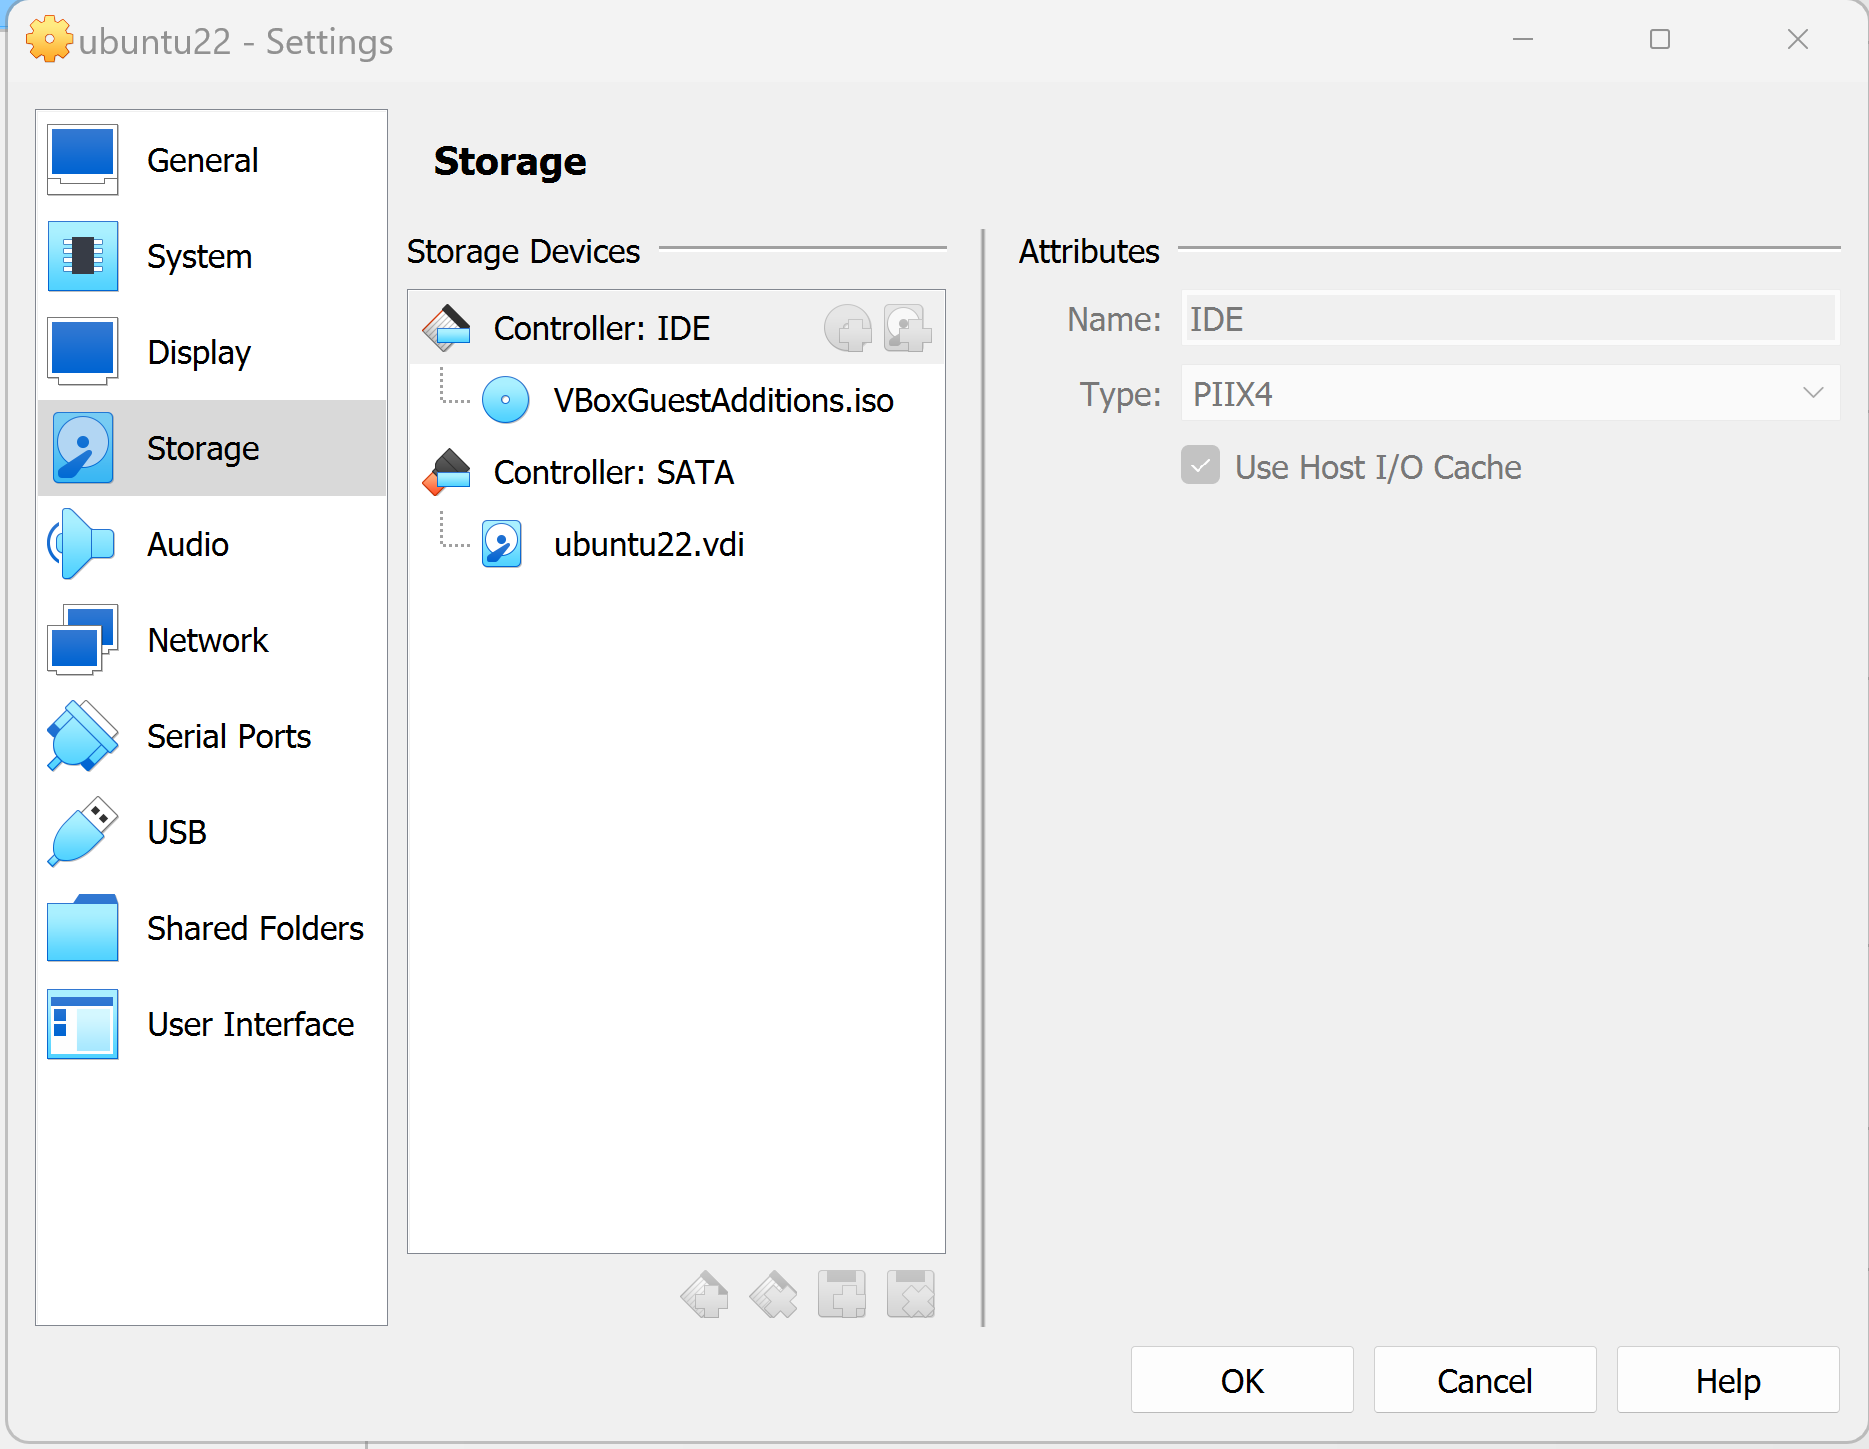 ubuntu22 - Settings
General
System
Display
Storage
Audio
Network
Serial Ports
USB
Shared Folders
User Interface
Storage
Storage Devices
Controller: IDE
VBoxGuestAdditions.iso
Controller: SATA
ubuntu22.vdi
Attributes
Name: IDE
Type: PIIX4
Use Host I/O Cache
OK Cancel Help